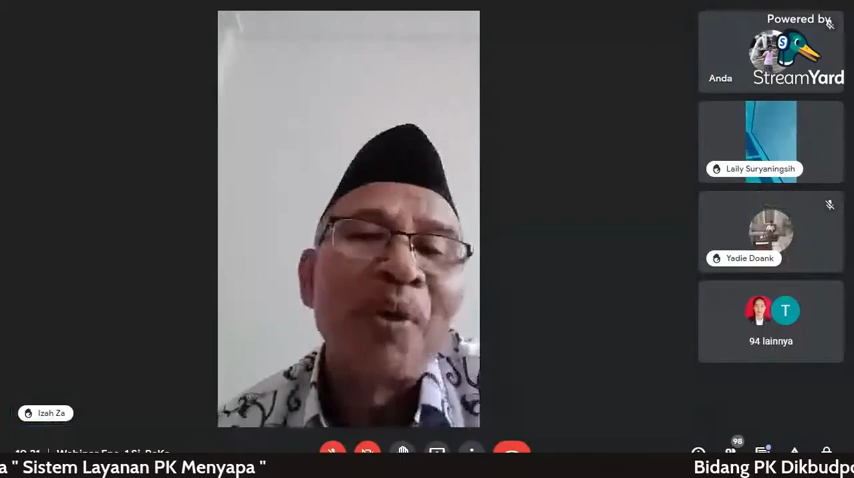 Powered by
StreamYard
Anda
Laily Suryaningsih
Yadie Doank
T
94 lainnya
Izah Za
98
a " Sistem Layanan PK Menyapa "
Bidang PK Dikbudpo